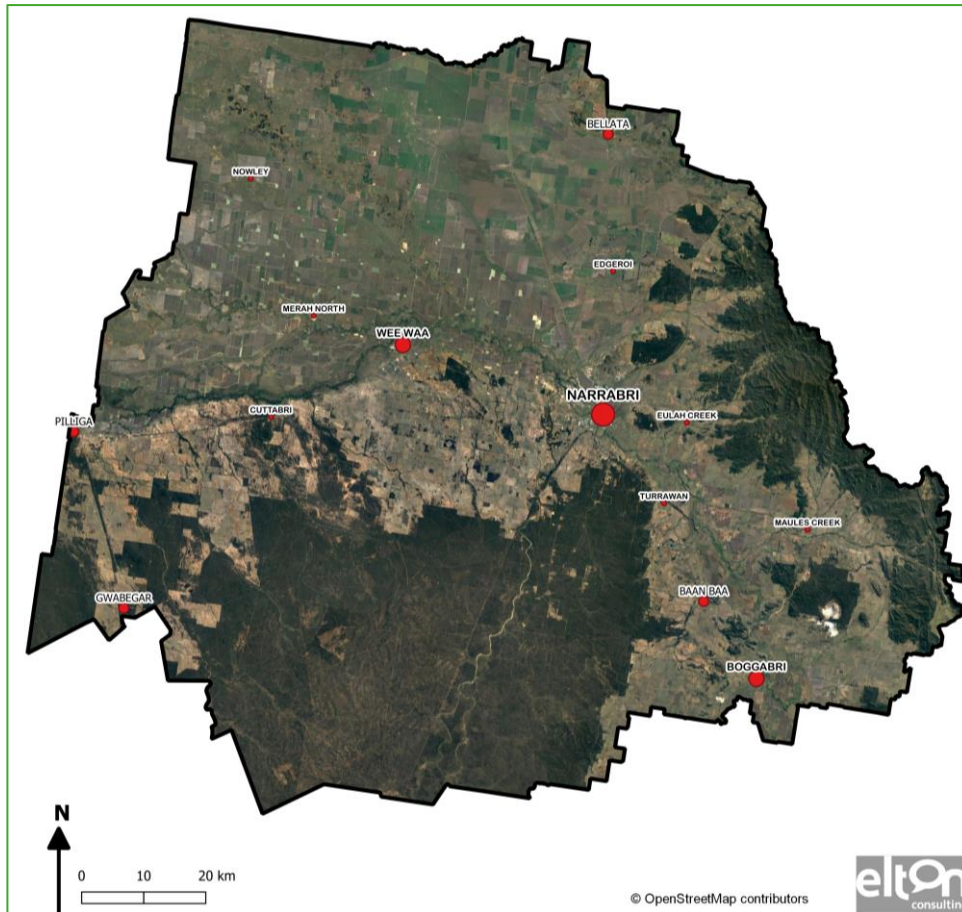 BELLATA
NOWLEY
EDGEROI
MERAH NORTH
WEE WAA
NARRABRI
PILLIGA
CUTTABRI
EULAH CREEK
TURRAWAN
MAULES CREEK
GWABEGAR
BAAN BAA
BOGGABRI
N
0 10 20 km
© OpenStreetMap contributors
elton
consulting